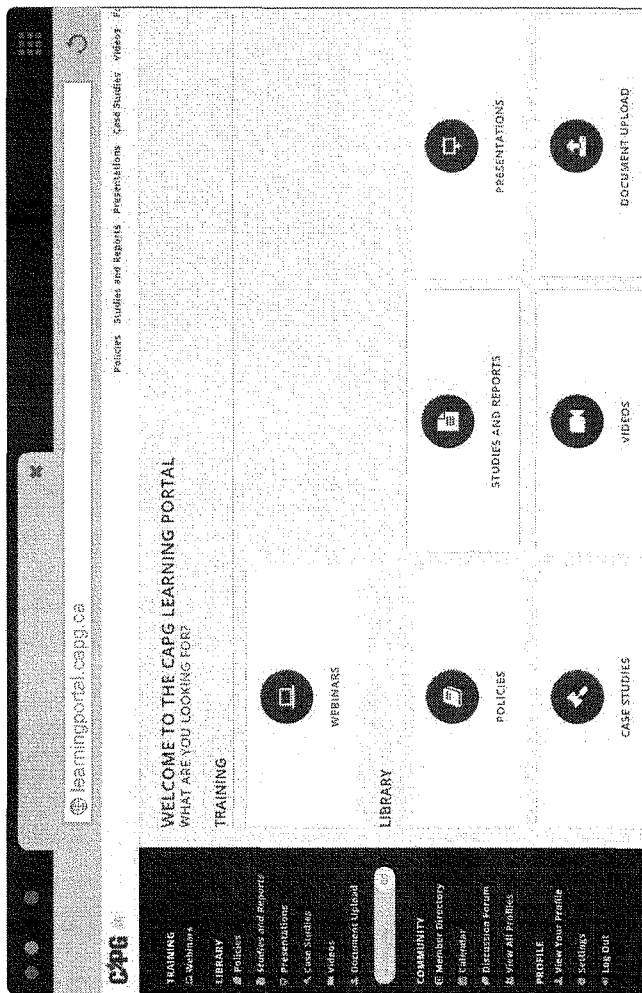 learningportal.capg.ca
CAPG
Policies Studies and Reports Presentations Case Studies Videos
TRAINING
Webinars
LIBRARY
Policies
Studies and Reports
Presentations
Case Studies
Videos
Document Upload
COMMUNITY
Member Directory
Calendar
Discussion Forum
View All Profiles
PROFILE
View Your Profile
Settings
Log Out
WELCOME TO THE CAPG LEARNING PORTAL
WHAT ARE YOU LOOKING FOR?
TRAINING
WEBINARS
LIBRARY
POLICIES
STUDIES AND REPORTS
PRESENTATIONS
CASE STUDIES
VIDEOS
DOCUMENT UPLOAD